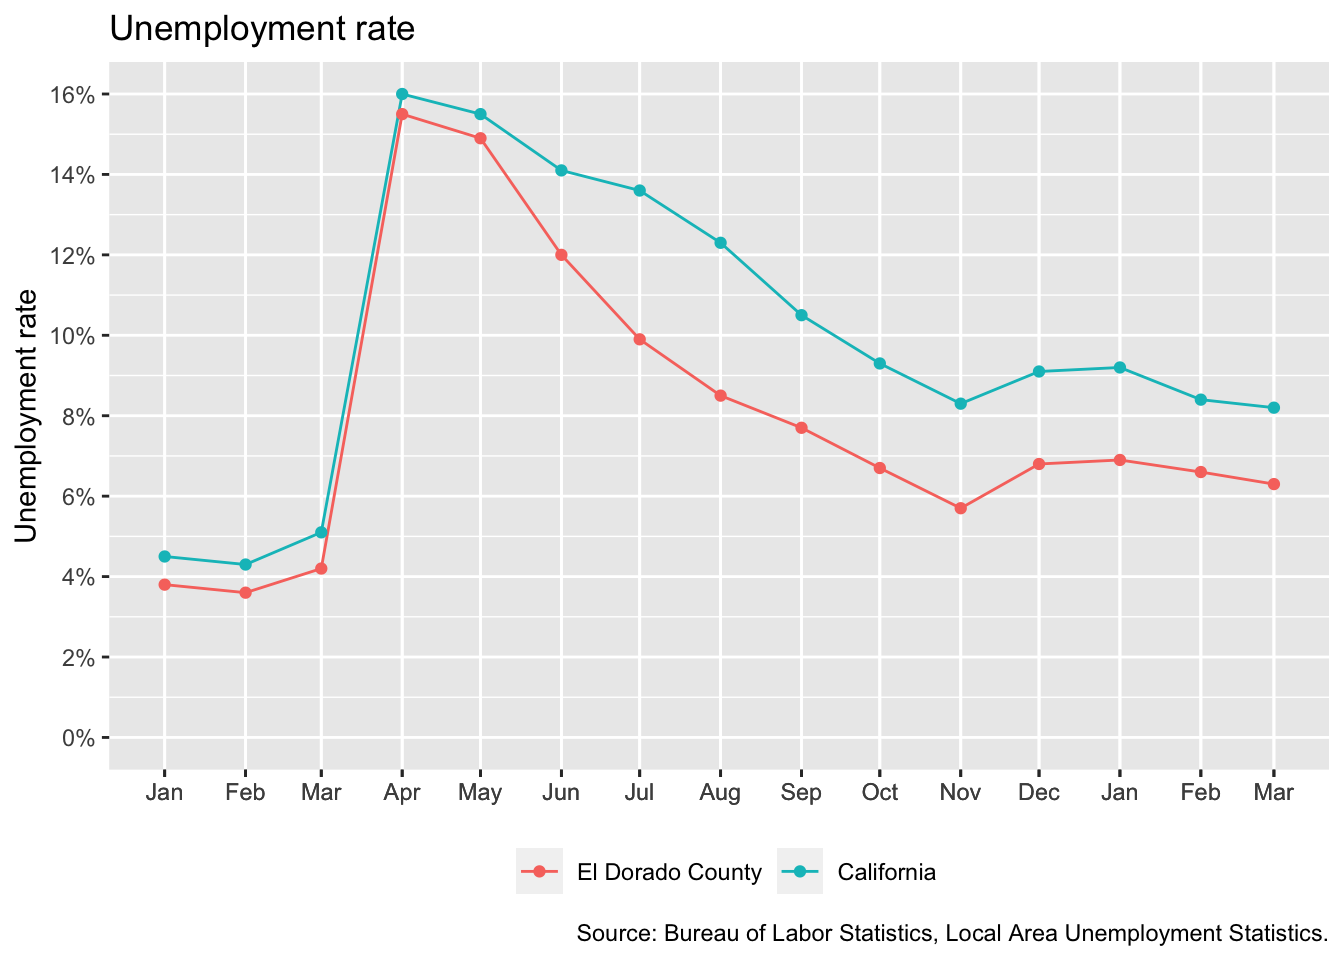 Unemployment rate
Unemployment rate
16%
14%
12%
10%
8%
6%
4%
2%
0%
Jan Feb Mar Apr May Jun Jul Aug Sep Oct Nov Dec Jan Feb Mar
El Dorado County California
Source: Bureau of Labor Statistics, Local Area Unemployment Statistics.